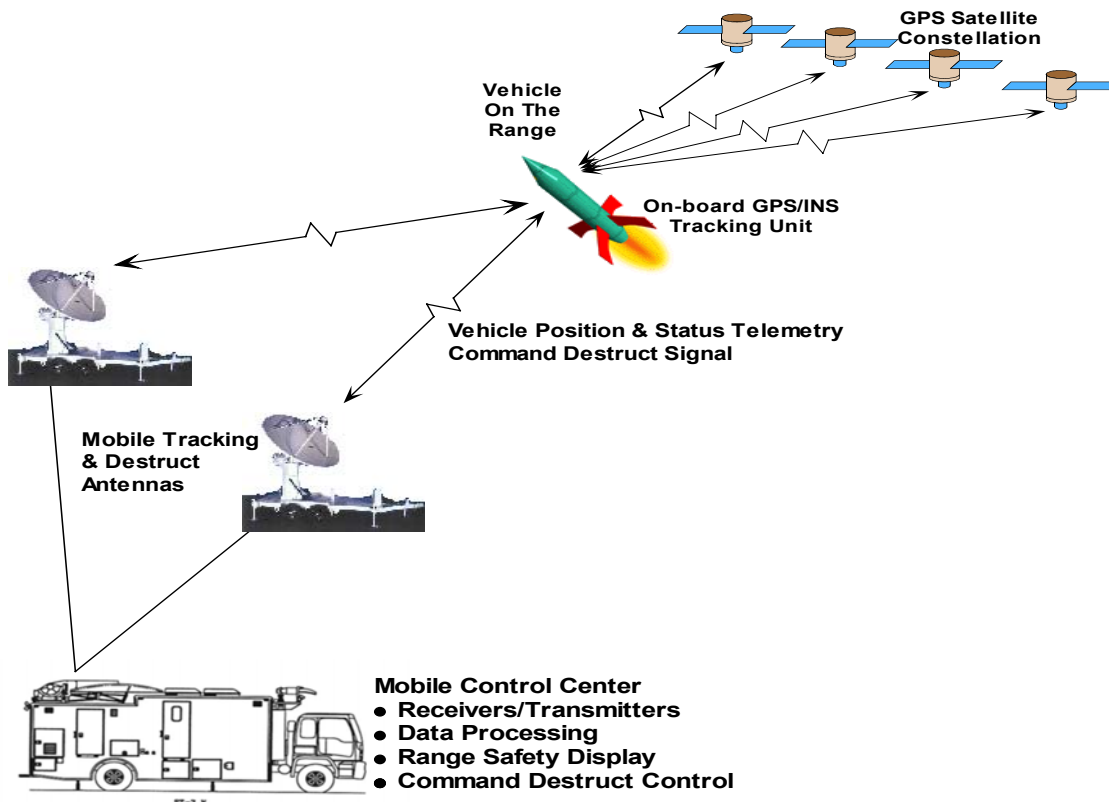 GPS Satellite
Constellation
Vehicle
On The
Range
On-board GPS/INS
Tracking Unit
Vehicle Position & Status Telemetry
Command Destruct Signal
Mobile Tracking
& Destruct
Antennas
Mobile Control Center
● Receivers/Transmitters
● Data Processing
● Range Safety Display
● Command Destruct Control